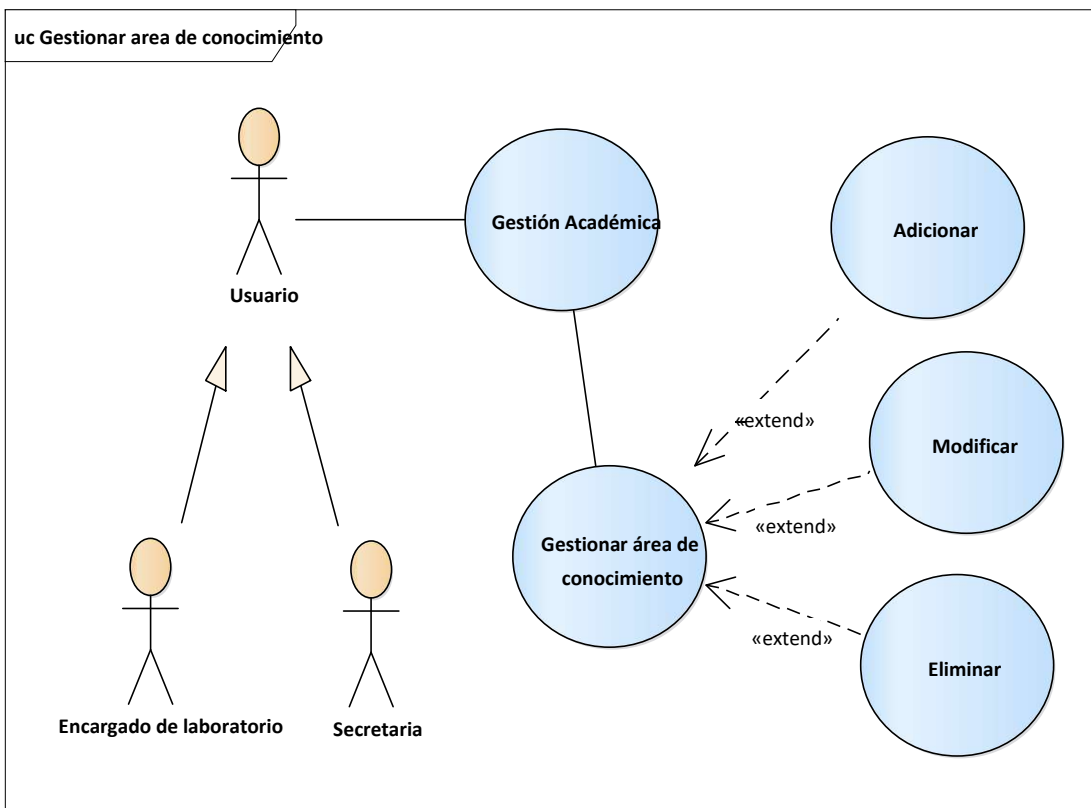 uc Gestionar area de conocimiento
Usuario
Gestión Académica
Adicionar
«extend»
Modificar
«extend»
Gestionar área de
conocimiento
«extend»
Eliminar
Encargado de laboratorio
Secretaria